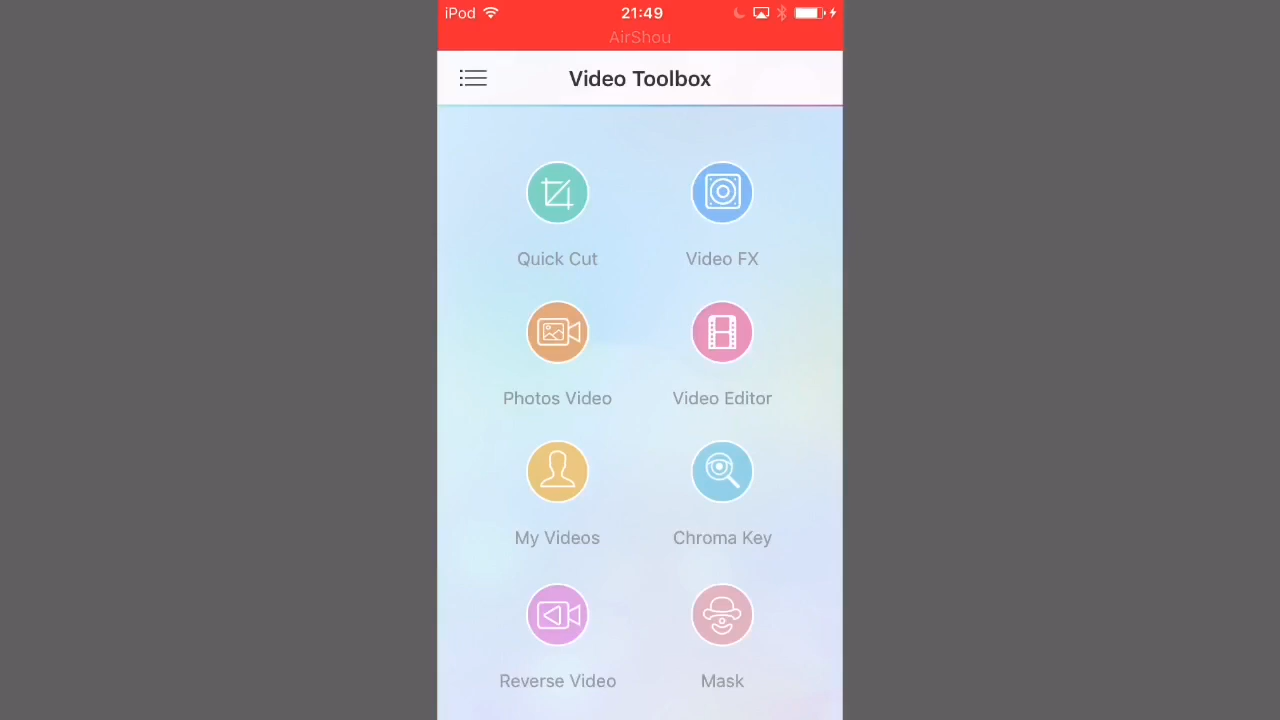 iPod 21:49
AirShou
Video Toolbox
Quick Cut Video FX
Photos Video Video Editor
My Videos Chroma Key
Reverse Video Mask